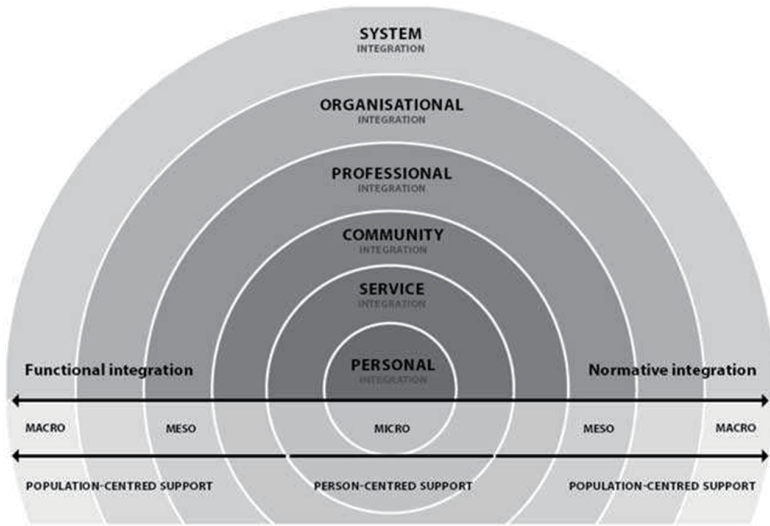 SYSTEM
INTEGRATION
ORGANISATIONAL
INTEGRATION
PROFESSIONAL
INTEGRATION
COMMUNITY
INTEGRATION
SERVICE
INTEGRATION
PERSONAL
INTEGRATION
Functional integration Normative integration
MACRO MESO MICRO MESO MACRO
POPULATION-CENTRED SUPPORT PERSON-CENTRED SUPPORT POPULATION-CENTRED SUPPORT